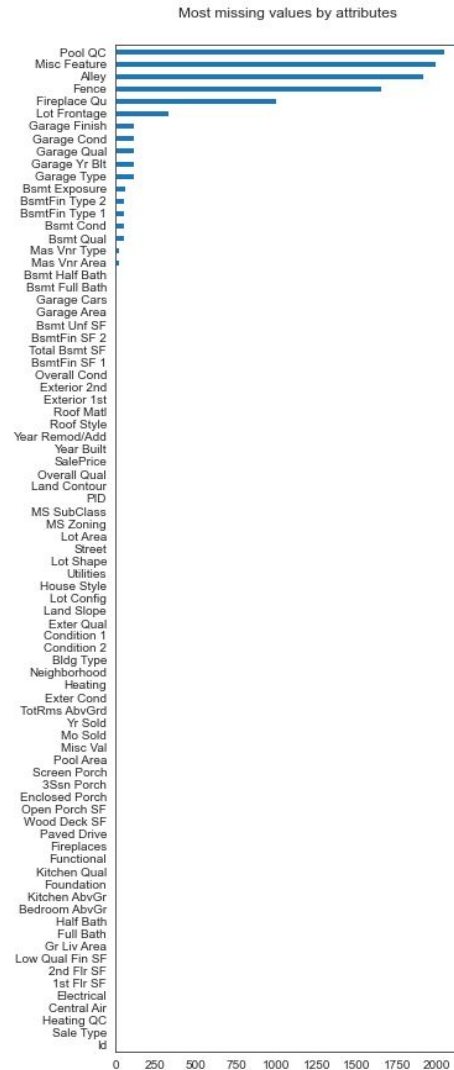 Most missing values by attributes
Pool QC
Misc Feature
Alley
Fence
Fireplace Qu
Lot Frontage
Garage Finish
Garage Cond
Garage Qual
Garage Yr Blt
Garage Type
Bsmt Exposure
BsmtFin Type 2
BsmtFin Type 1
Bsmt Cond
Bsmt Qual
Mas Vnr Type
Mas Vnr Area
Bsmt Half Bath
Bsmt Full Bath
Garage Cars
Garage Area
Bsmt Unf SF
BsmtFin SF 2
Total Bsmt SF
BsmtFin SF 1
Overall Cond
Exterior 2nd
Exterior 1st
Roof Matl
Roof Style
Year Remod/Add
Year Built
SalePrice
Overall Qual
Land Contour
PID
MS SubClass
MS Zoning
Lot Area
Street
Lot Shape
Utilities
House Style
Lot Config
Land Slope
Exter Qual
Condition 1
Condition 2
Bldg Type
Neighborhood
Heating
Exter Cond
TotRms AbvGrd
Yr Sold
Mo Sold
Misc Val
Pool Area
Screen Porch
3Ssn Porch
Enclosed Porch
Open Porch SF
Wood Deck SF
Paved Drive
Fireplaces
Functional
Kitchen Qual
Foundation
Kitchen AbvGr
Bedroom AbvGr
Half Bath
Full Bath
Gr Liv Area
Low Qual Fin SF
2nd Flr SF
1st Flr SF
Electrical
Central Air
Heating QC
Sale Type
Id
0 250 500 750 1000 1250 1500 1750 2000